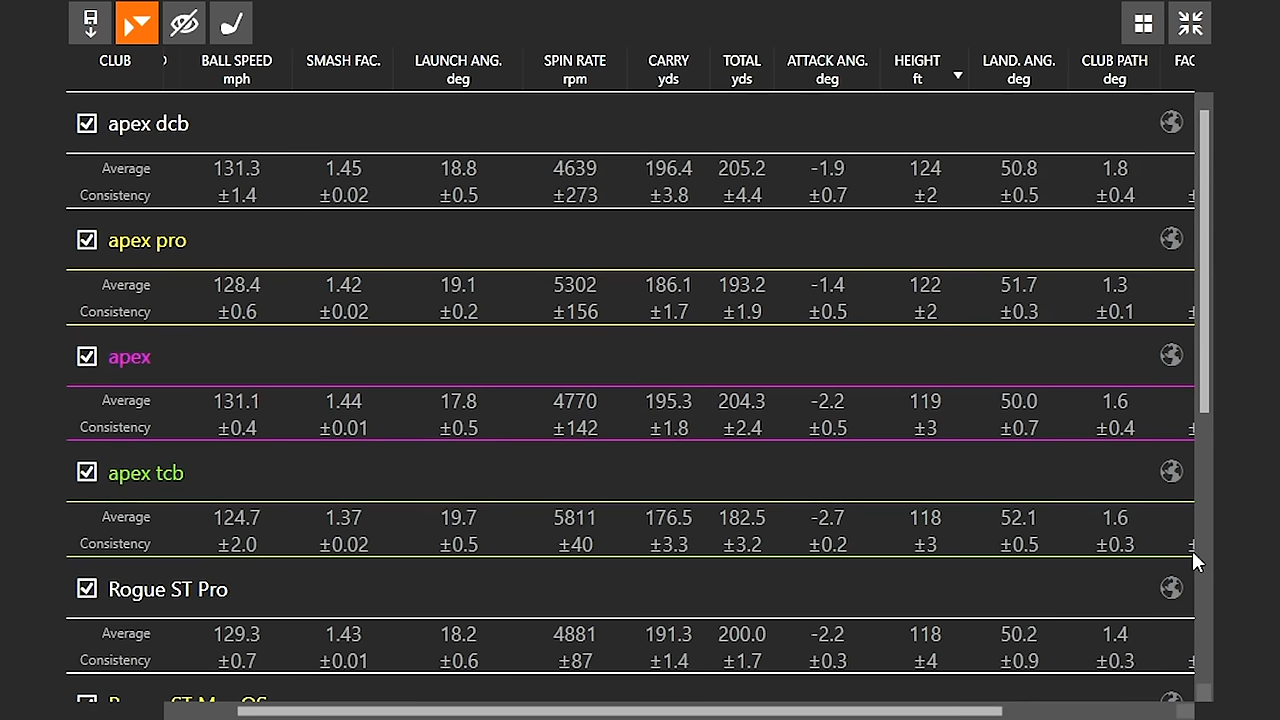 CLUB BALL SPEED SMASH FAC. LAUNCH ANG. SPIN RATE CARRY TOTAL ATTACK ANG. HEIGHT LAND. ANG. CLUB PATH FAC
mph deg rpm yds yds deg ft deg deg
apex dcb
Average 131.3 1.45 18.8 4639 196.4 205.2 -1.9 124 50.8 1.8
Consistency ±1.4 ±0.02 ±0.5 ±273 ±3.8 ±4.4 ±0.7 ±2 ±0.5 ±0.4 ±
apex pro
Average 128.4 1.42 19.1 5302 186.1 193.2 -1.4 122 51.7 1.3
Consistency ±0.6 ±0.02 ±0.2 ±156 ±1.7 ±1.9 ±0.5 ±2 ±0.3 ±0.1 ±
apex
Average 131.1 1.44 17.8 4770 195.3 204.3 -2.2 119 50.0 1.6
Consistency ±0.4 ±0.01 ±0.5 ±142 ±1.8 ±2.4 ±0.5 ±3 ±0.7 ±0.4 ±
apex tcb
Average 124.7 1.37 19.7 5811 176.5 182.5 -2.7 118 52.1 1.6
Consistency ±2.0 ±0.02 ±0.5 ±40 ±3.3 ±3.2 ±0.2 ±3 ±0.5 ±0.3 ±
Rogue ST Pro
Average 129.3 1.43 18.2 4881 191.3 200.0 -2.2 118 50.2 1.4
Consistency ±0.7 ±0.01 ±0.6 ±87 ±1.4 ±1.7 ±0.3 ±4 ±0.9 ±0.3 ±